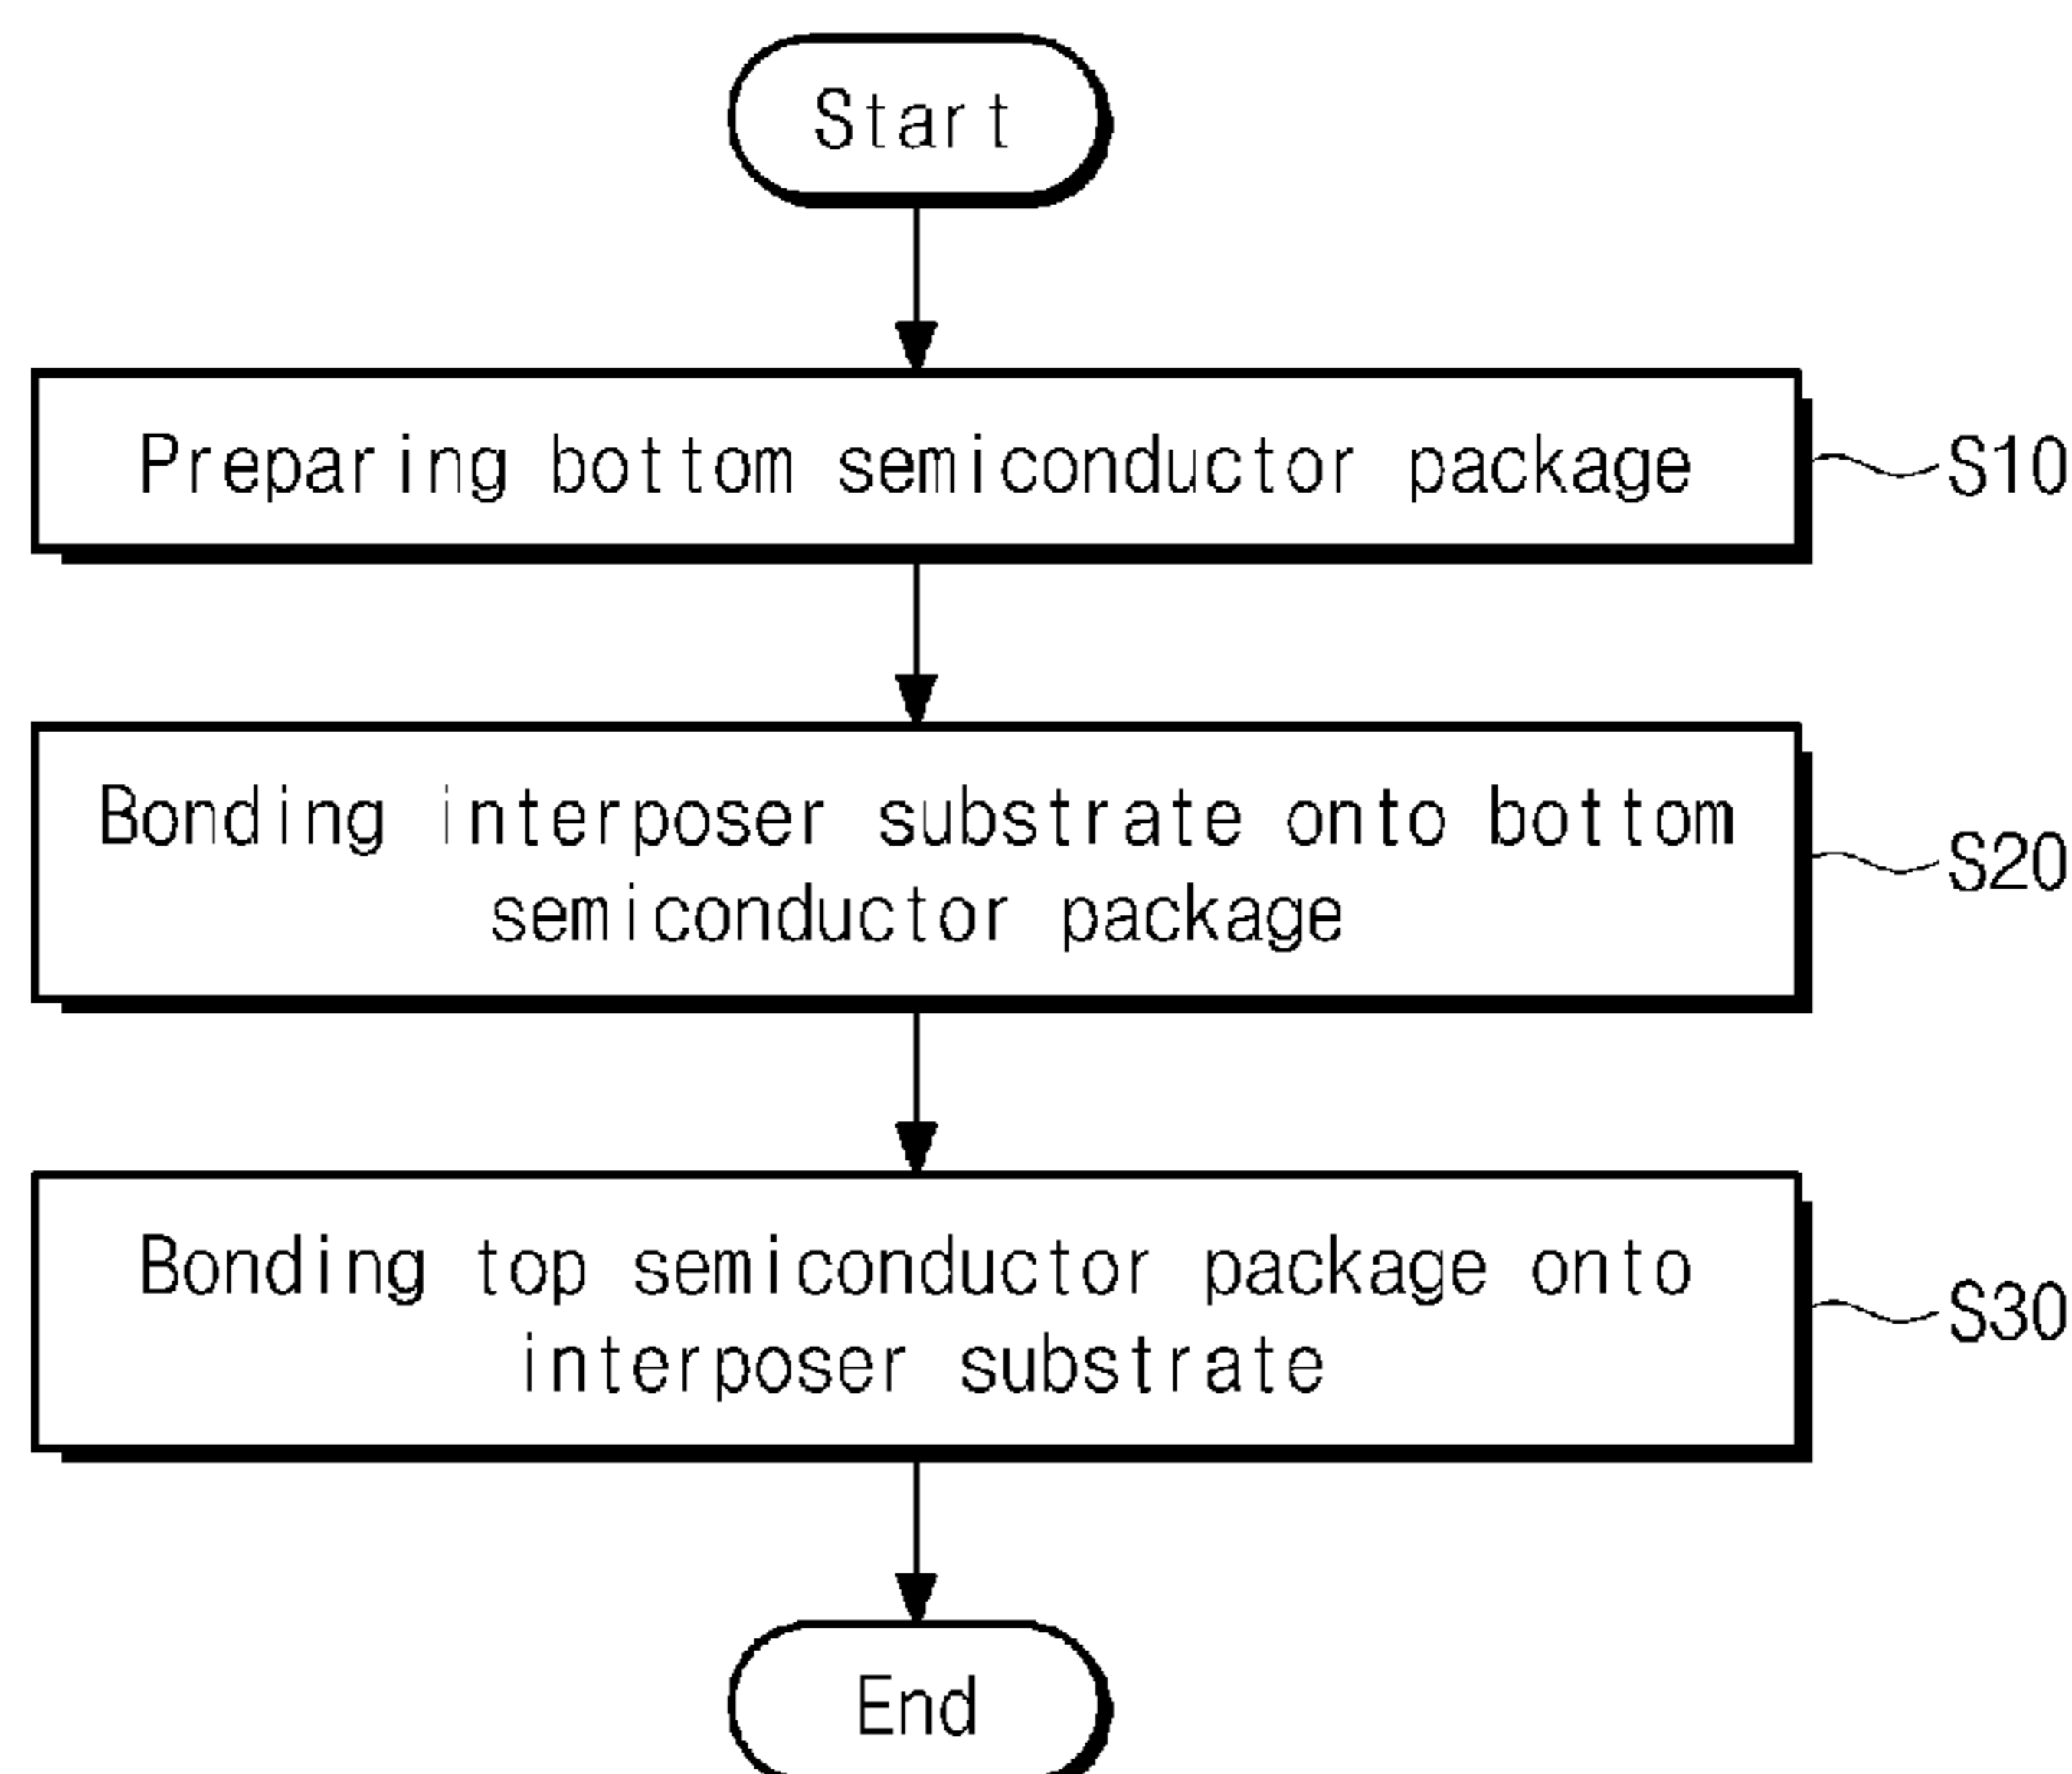 Start
Preparing bottom semiconductor package
S10
Bonding interposer substrate onto bottom
semiconductor package
S20
Bonding top semiconductor package onto
interposer substrate
S30
End